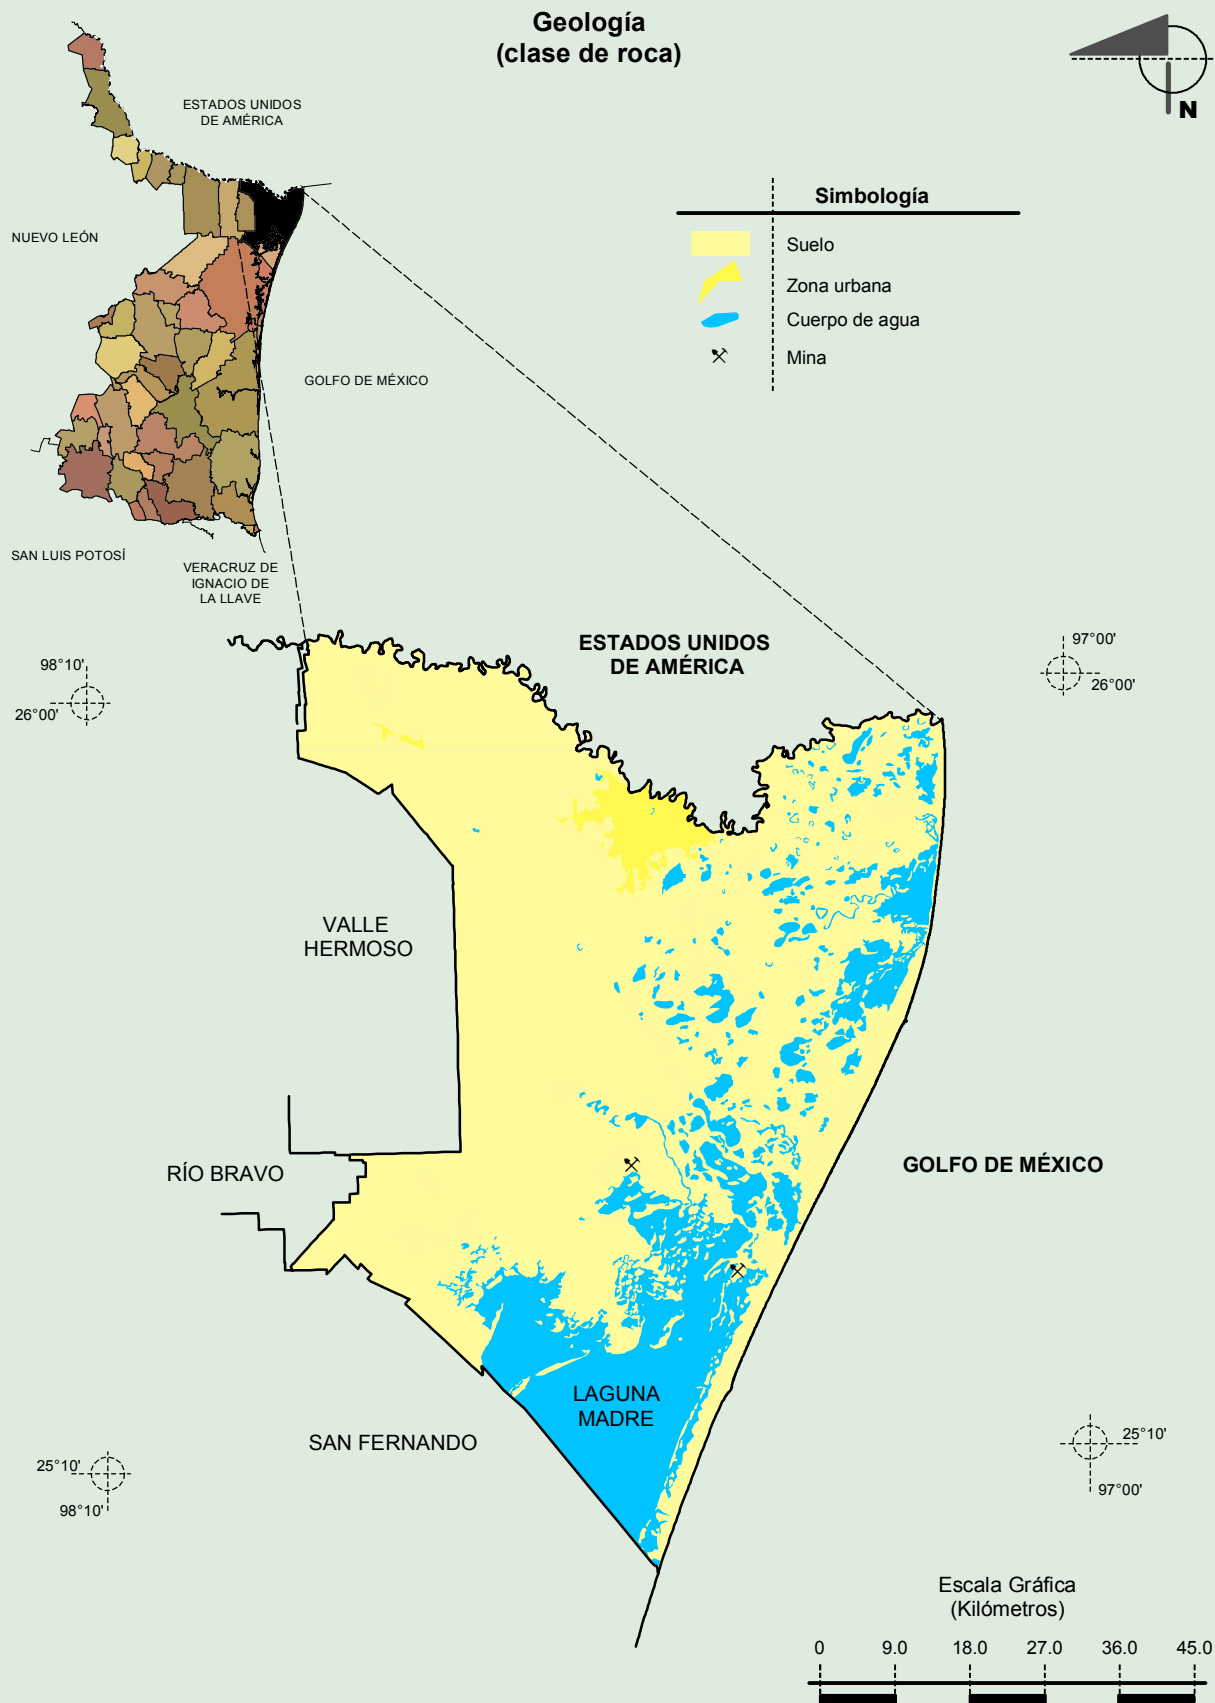 Geología
(clase de roca)
N
ESTADOS UNIDOS
DE AMÉRICA
NUEVO LEÓN
GOLFO DE MÉXICO
SAN LUIS POTOSÍ
VERACRUZ DE
IGNACIO DE
LA LLAVE
Simbología
Suelo
Zona urbana
Cuerpo de agua
Mina
ESTADOS UNIDOS
DE AMÉRICA
98°10'
26°00'
97°00'
26°00'
VALLE
HERMOSO
RÍO BRAVO
GOLFO DE MÉXICO
LAGUNA
MADRE
SAN FERNANDO
25°10'
98°10'
25°10'
97°00'
Escala Gráfica
(Kilómetros)
0 9.0 18.0 27.0 36.0 45.0